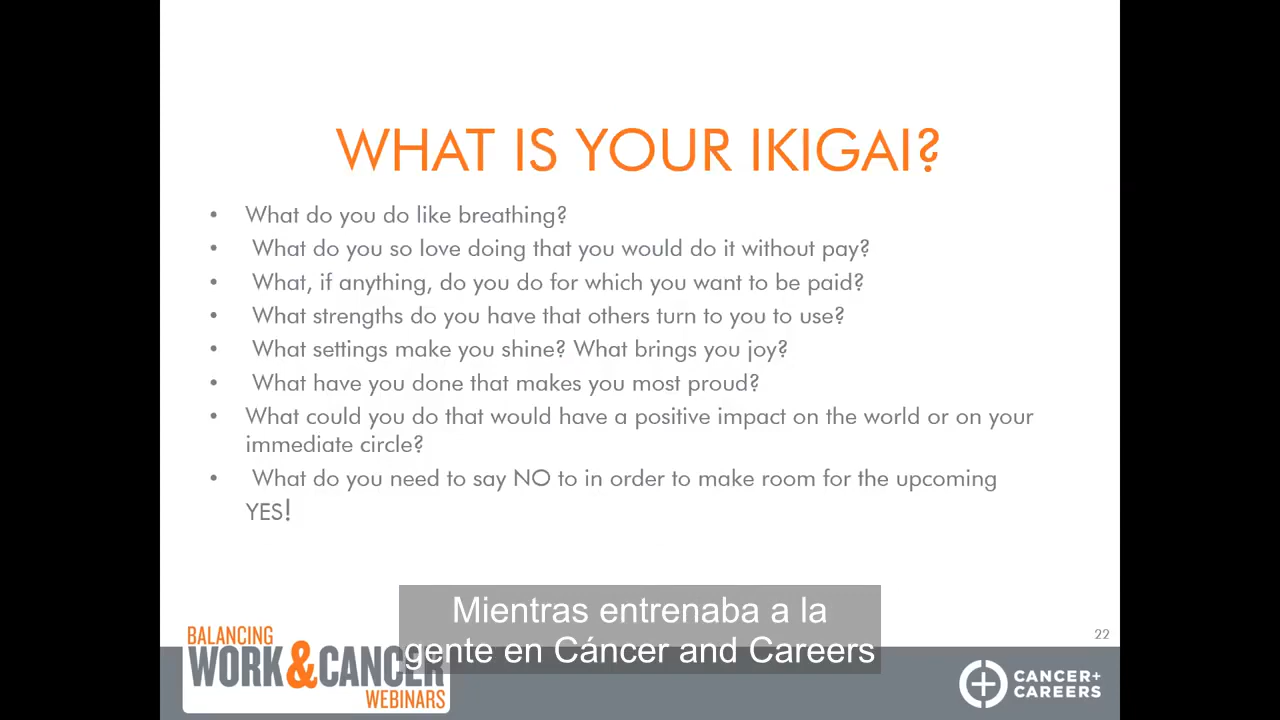 WHAT IS YOUR IKIGAI?
• What do you do like breathing?
• What do you so love doing that you would do it without pay?
• What, if anything, do you do for which you want to be paid?
• What strengths do you have that others turn to you to use?
• What settings make you shine? What brings you joy?
• What have you done that makes you most proud?
• What could you do that would have a positive impact on the world or on your
immediate circle?
• What do you need to say NO to in order to make room for the upcoming
YES!
Mientras entrenaba a la
gente en Cáncer and Careers
22
BALANCING
WORK & CANCER
WEBINARS
CANCER+
CAREERS